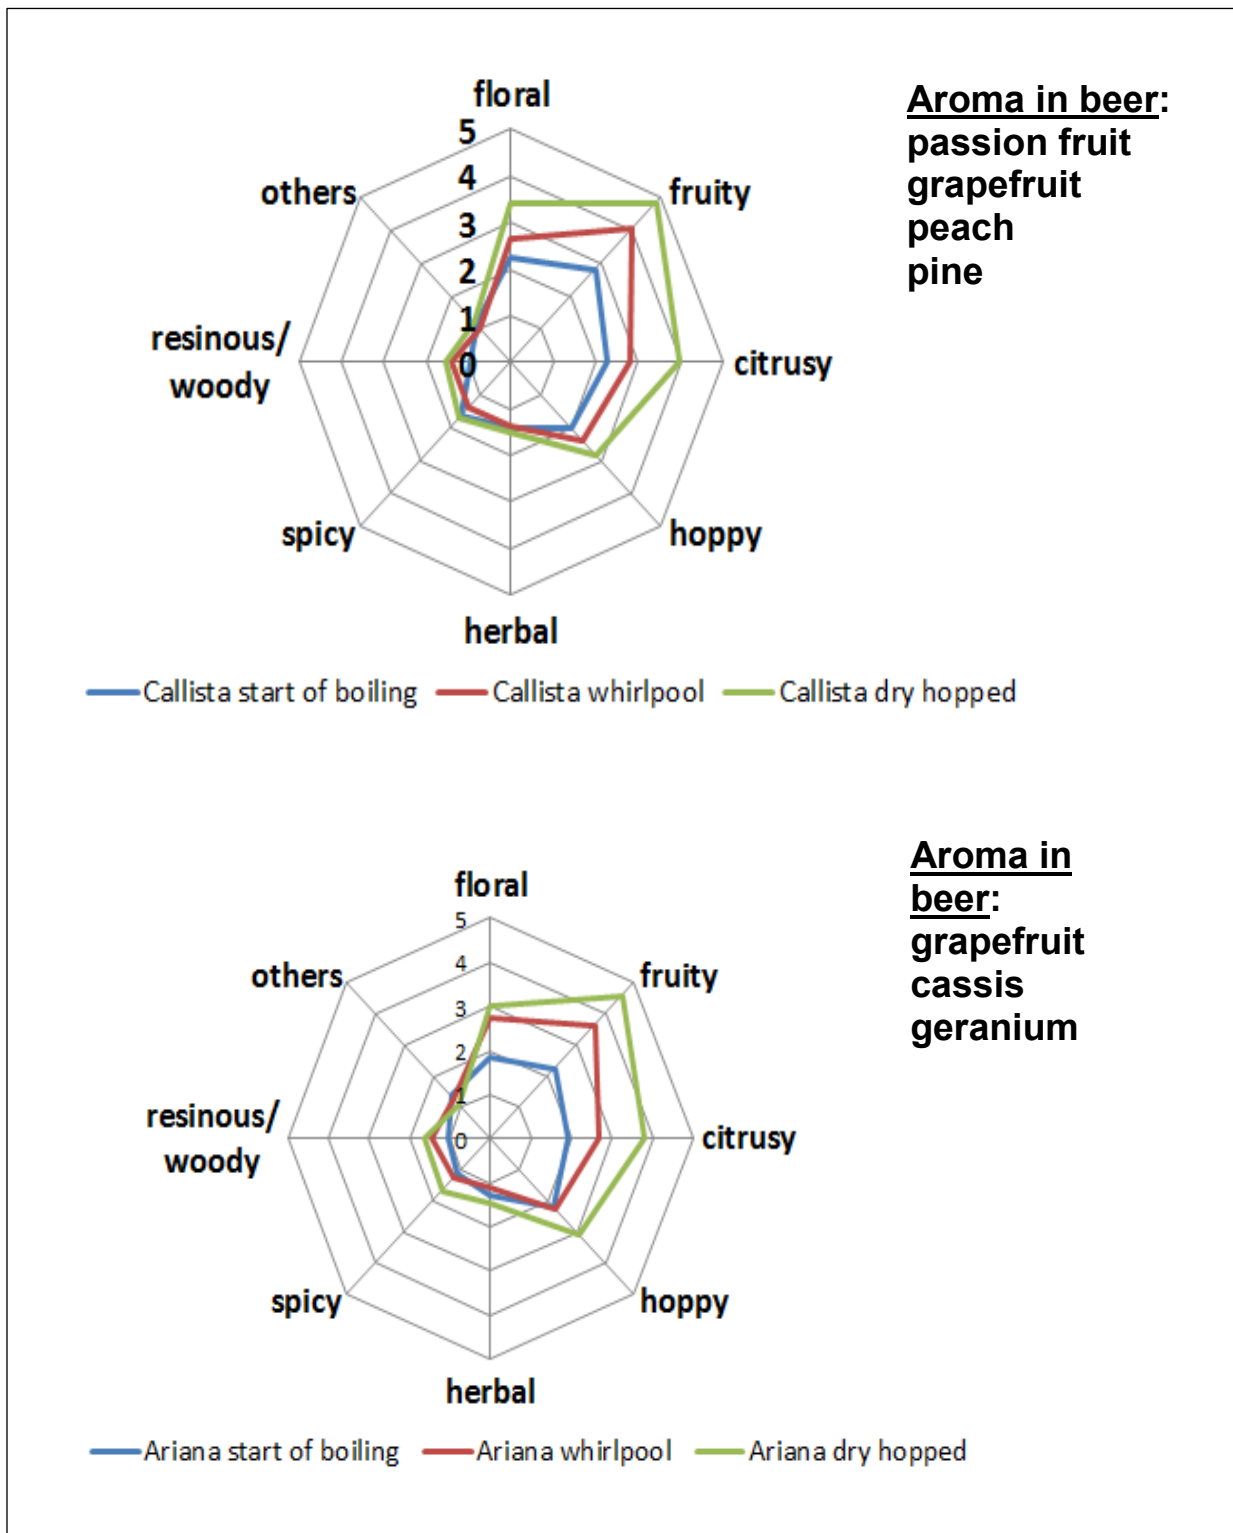 floral
Aroma in beer:
passion fruit
grapefruit
peach
pine
5
4
3
2
1
0
others
fruity
resinous/
woody
citrusy
spicy
hoppy
herbal
Callista start of boiling
Callista whirlpool
Callista dry hopped
Aroma in
beer:
grapefruit
cassis
geranium
floral
5
4
3
2
1
0
others
fruity
resinous/
woody
citrusy
spicy
hoppy
herbal
Ariana start of boiling
Ariana whirlpool
Ariana dry hopped